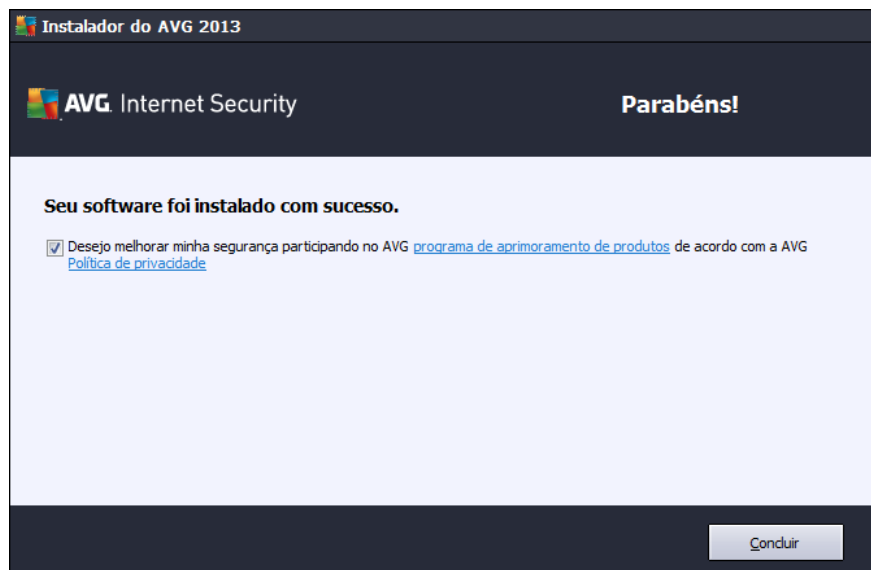 Instalador do AVG 2013
AVG. Internet Security
Parabéns!
Seu software foi instalado com sucesso.
Desejo melhorar minha segurança participando no AVG programa de aprimoramento de produtos de acordo com a AVG
Política de privacidade
Concluir